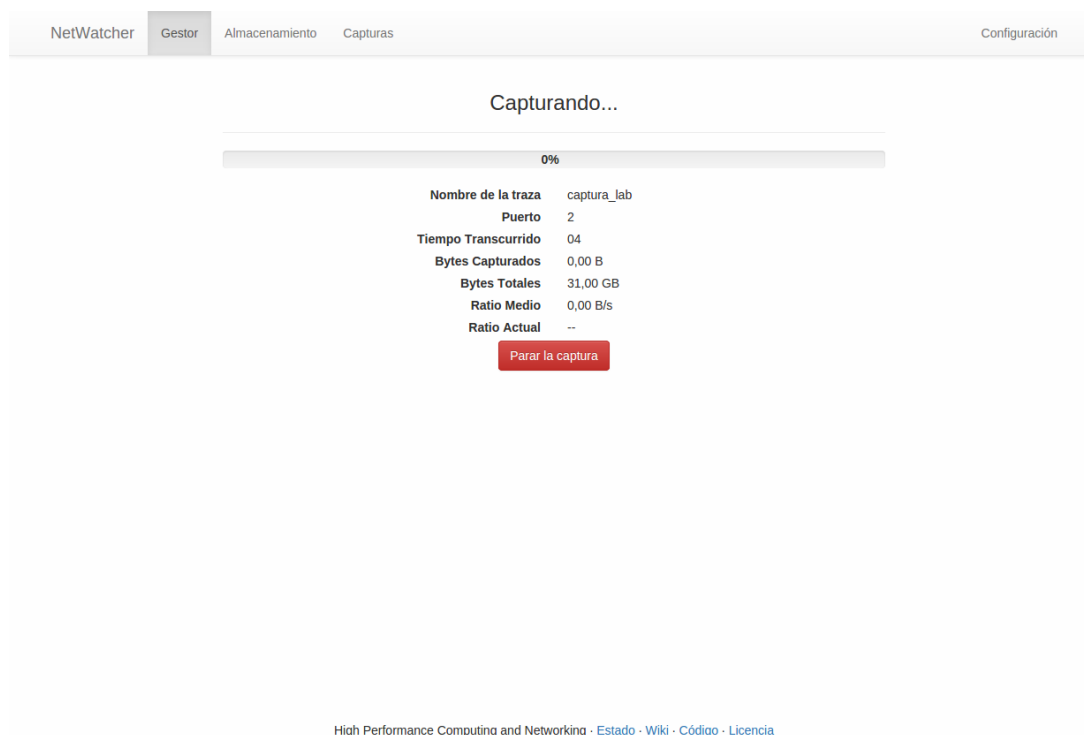 NetWatcher Gestor Almacenamiento Capturas Configuración
Capturando...
0%
Nombre de la traza captura_lab
Puerto 2
Tiempo Transcurrido 04
Bytes Capturados 0,00 B
Bytes Totales 31,00 GB
Ratio Medio 0,00 B/s
Ratio Actual --
Parar la captura
High Performance Computing and Networking · Estado · Wiki · Código · Licencia